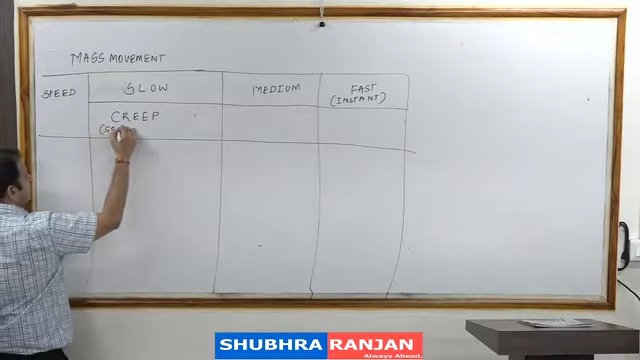 MASS MOVEMENT
SPEED SLOW MEDIUM FAST
(INSTANT)
CREEP
SHUBHRA RANJAN
Always Ahead.